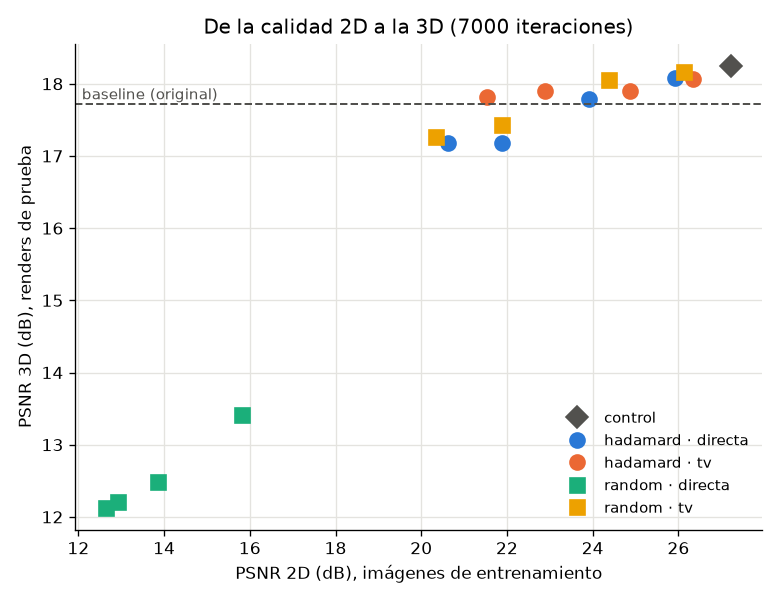 De la calidad 2D a la 3D (7000 iteraciones)
18
baseline (original)
17
16
15
14
13
12
PSNR 3D (dB), renders de prueba
control
hadamard · directa
hadamard · tv
random · directa
random · tv
12 14 16 18 20 22 24 26
PSNR 2D (dB), imágenes de entrenamiento